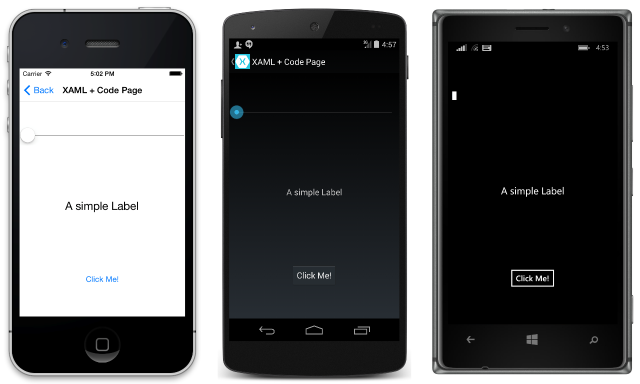 Carrier 5:02 PM
Back XAML + Code Page
A simple Label
Click Me!
4:57
XAML + Code Page
A simple Label
Click Me!
4:53
A simple Label
Click Me!